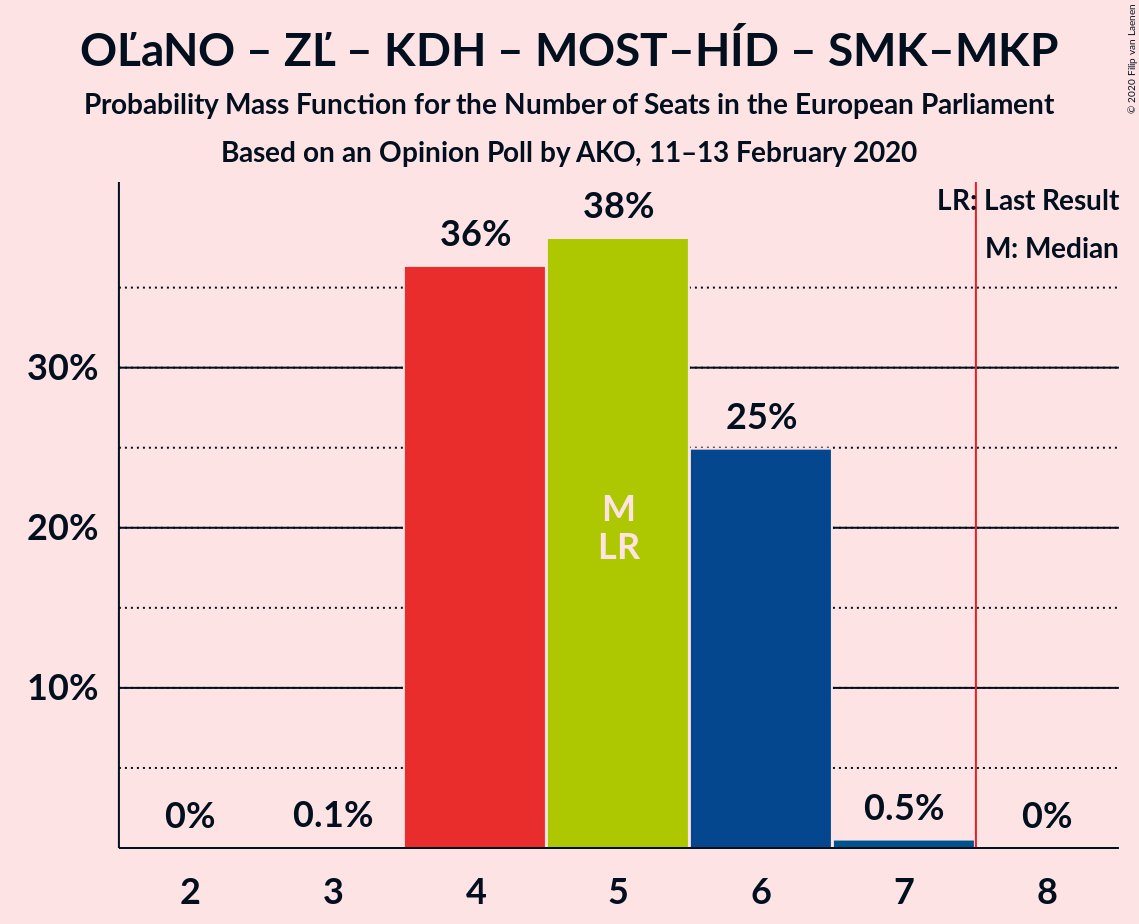 OĽaNO – ZĽ – KDH – MOST–HÍD – SMK–MKP
Probability Mass Function for the Number of Seats in the European Parliament
Based on an Opinion Poll by AKO, 11–13 February 2020
© 2020 Filip van Laenen
LR: Last Result
M: Median
38%
36%
30%
25%
M
LR
20%
10%
0%
0.1%
0.5%
0%
2
3
4
5
6
7
8